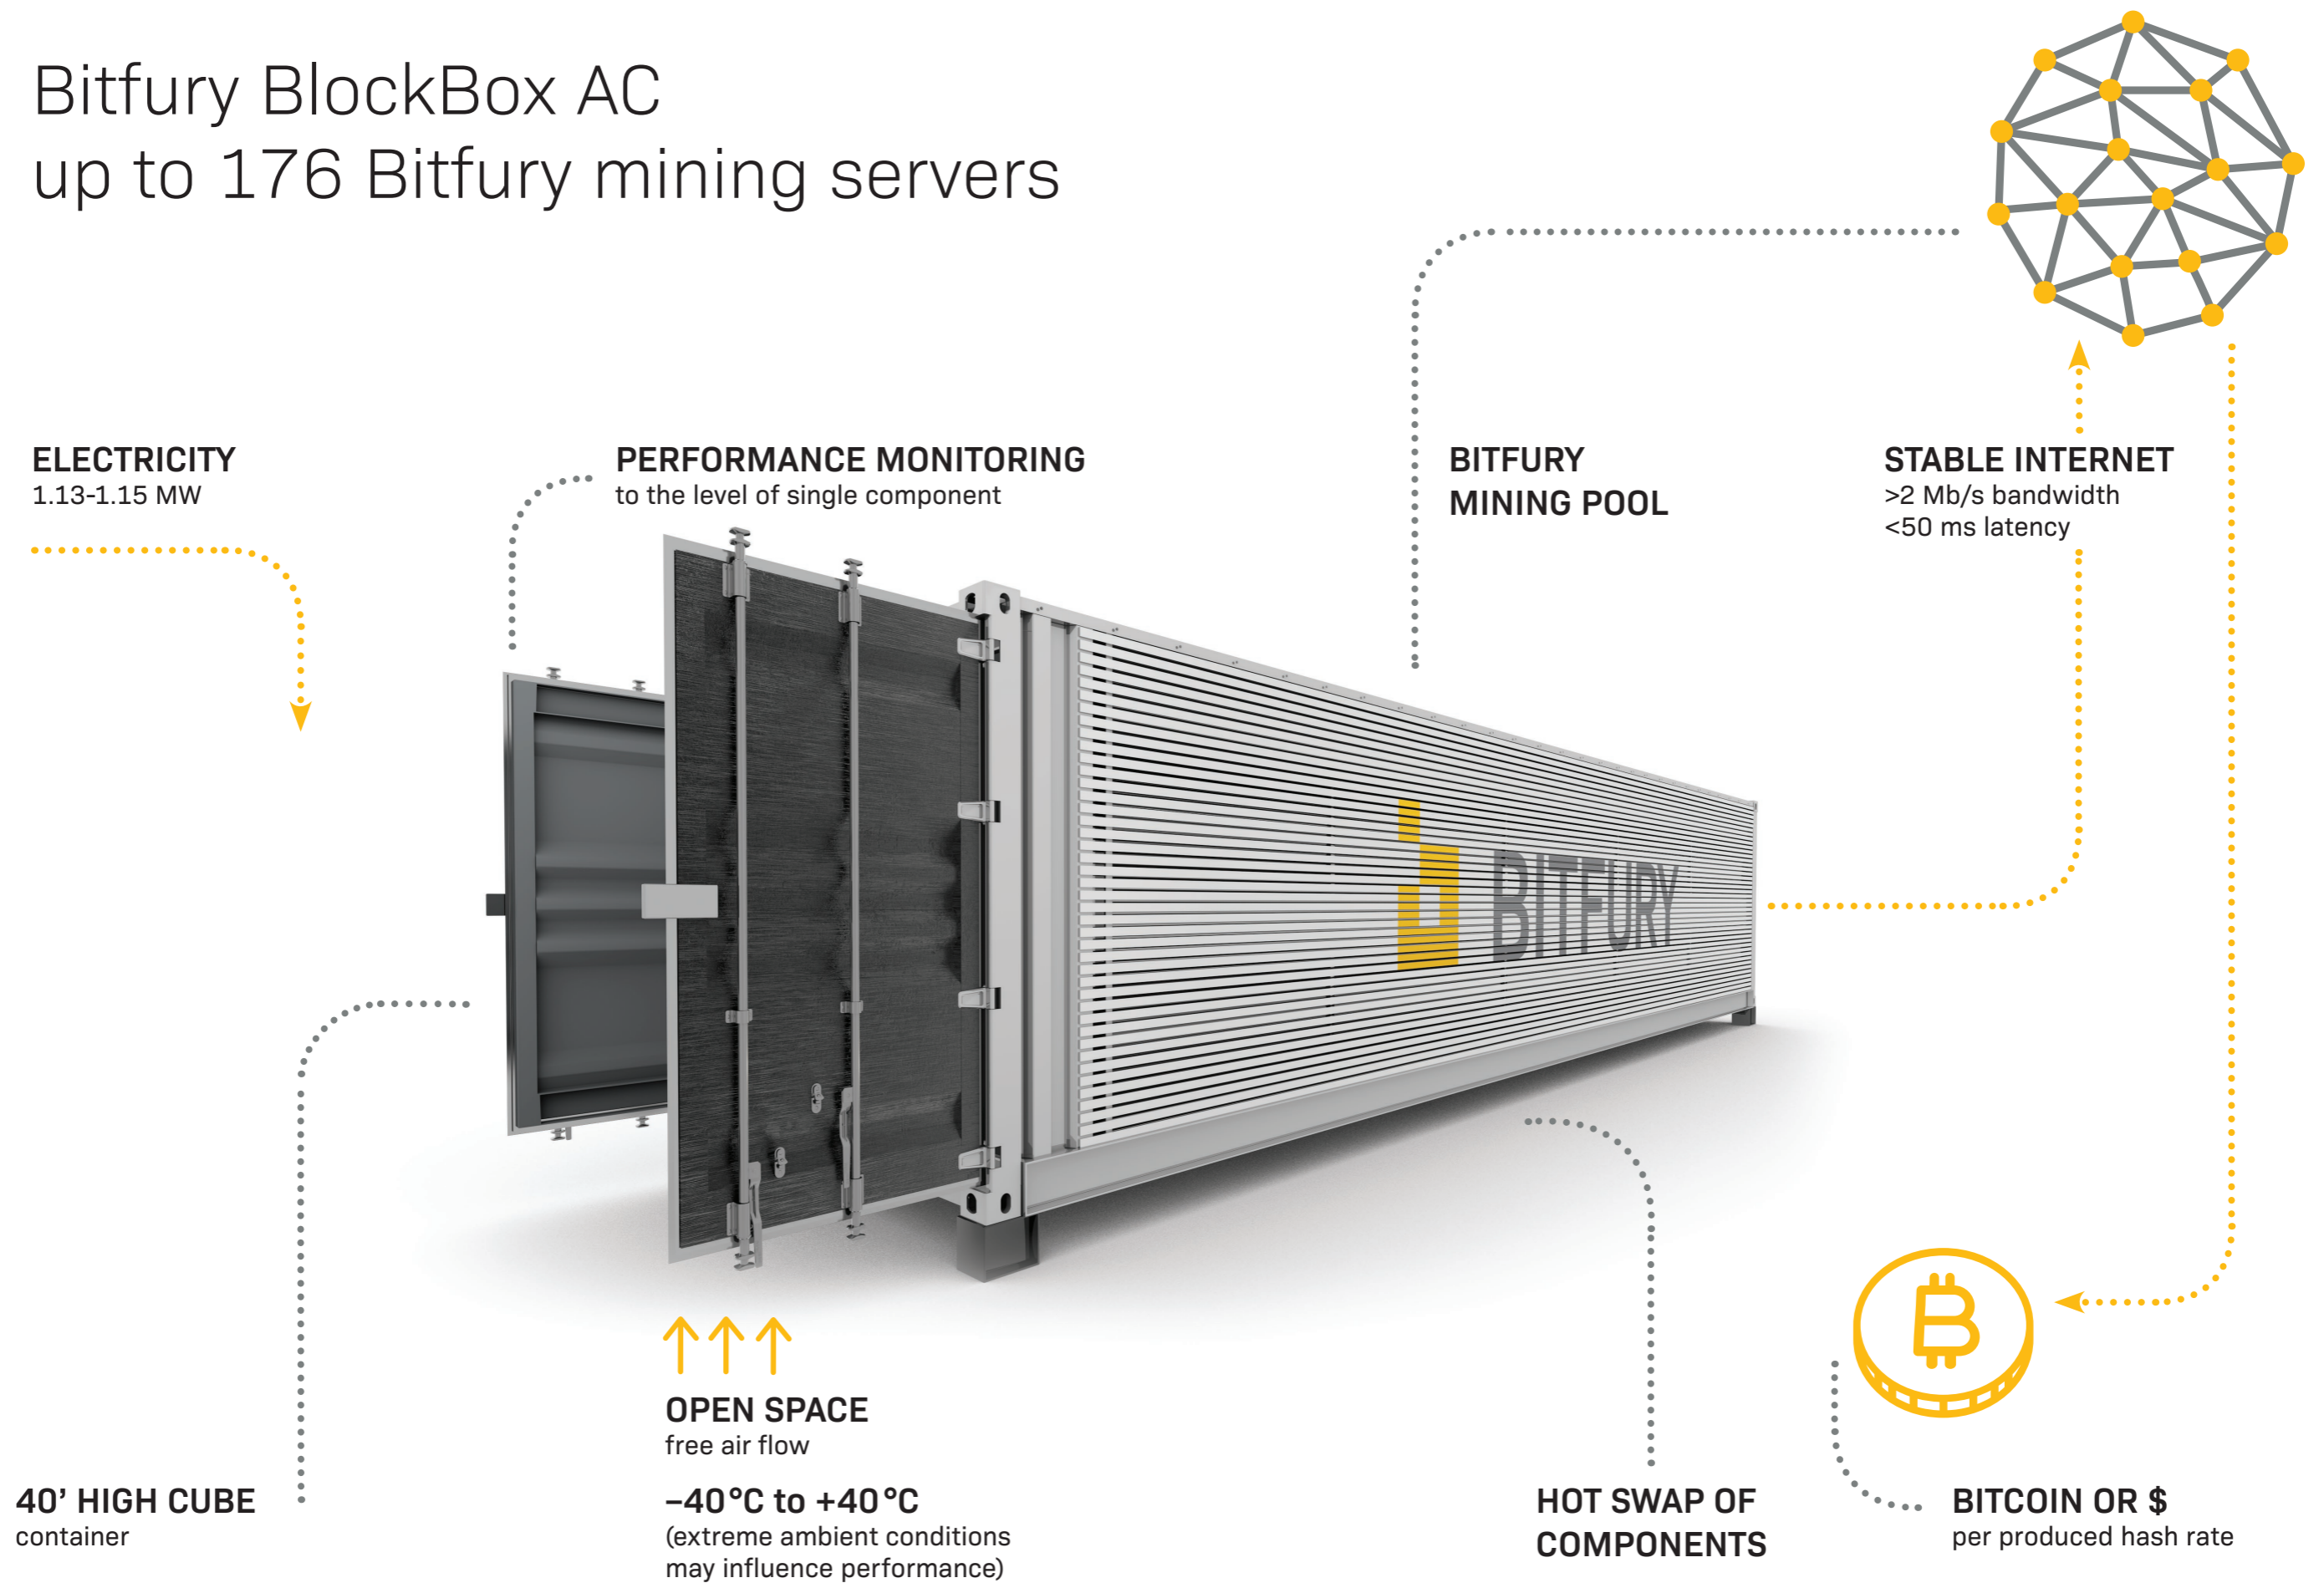 Bitfury BlockBox AC
up to 176 Bitfury mining servers
ELECTRICITY
1.13-1.15 MW
PERFORMANCE MONITORING
to the level of single component
BITFURY
MINING POOL
STABLE INTERNET
>2 Mb/s bandwidth
<50 ms latency
BITFURY
OPEN SPACE
free air flow
–40°C to +40°C
(extreme ambient conditions
may influence performance)
40’ HIGH CUBE
container
HOT SWAP OF
COMPONENTS
BITCOIN OR $
per produced hash rate